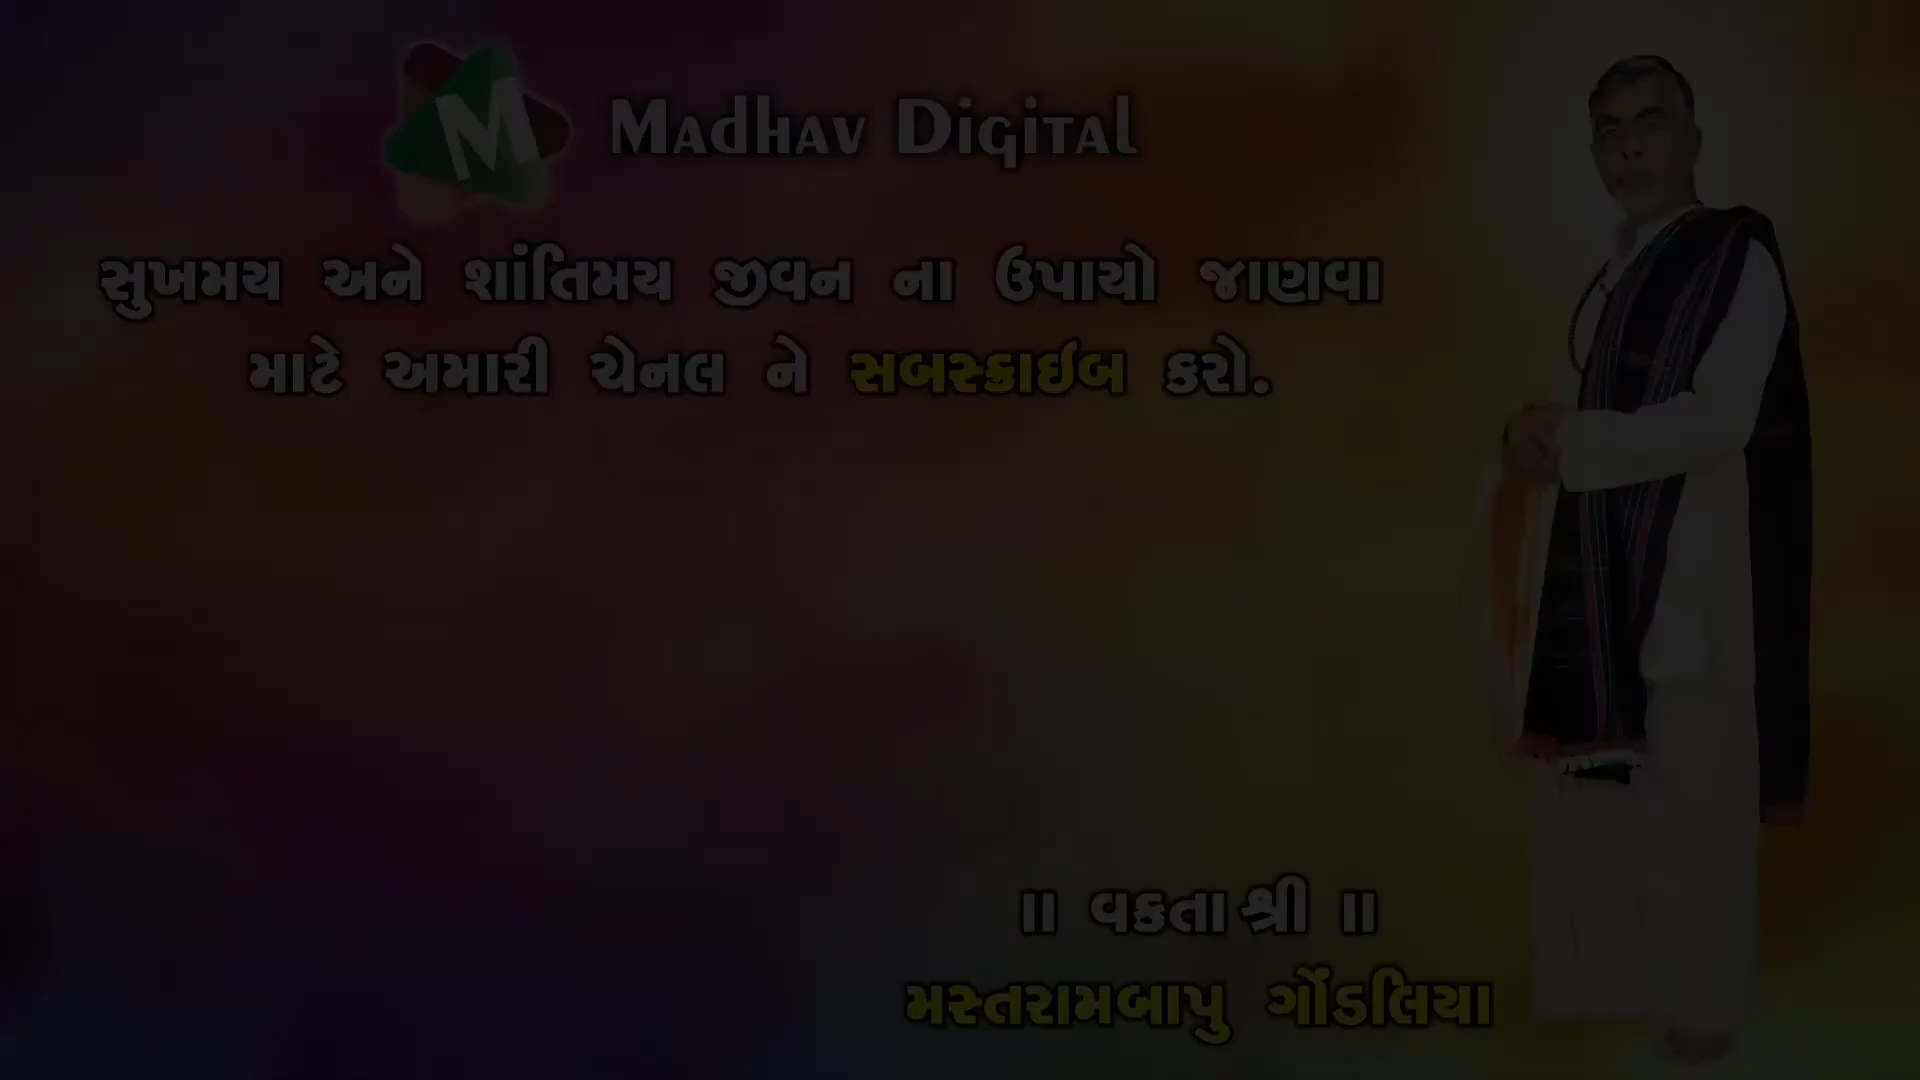 M Madhav Digital
સુખમય અને શાંતિમય જીવન ના ઉપાયો જાણવા
માટે અમારી ચેનલ ને સબસ્ક્રાઈબ કરો.
॥ વકતા શ્રી ॥
મસ્તરામબાપુ ગોંડલિયા